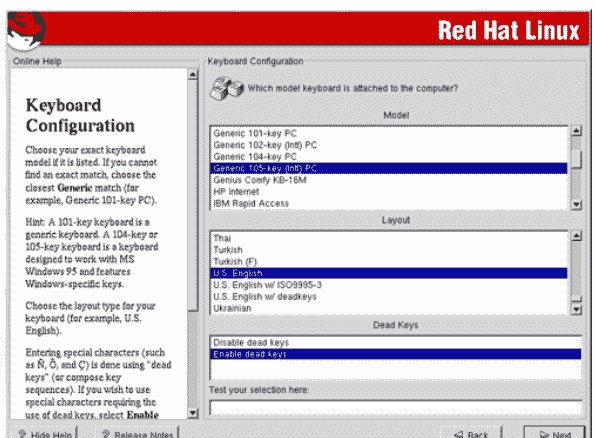 Red Hat Linux
Online Help
Keyboard
Configuration
Choose your exact keyboard
model if it is listed. If you cannot
find an exact match, choose the
closest Generic match (for
example, Generic 101-key PC).
Hint: A 101-key keyboard is a
generic keyboard. A 104-key or
105-key keyboard is a keyboard
designed to work with MS
Windows 95 and features
Windows-specific keys.
Choose the layout type for your
keyboard (for example, U.S.
English).
Entering special characters (such
as Ñ, Ô, and Ç) is done using "dead
keys" (or compose key
sequences). If you wish to use
special characters requiring the
use of dead keys, select Enable
Keyboard Configuration
Which model keyboard is attached to the computer?
Model
Generic 101-key PC
Generic 102-key (Intl) PC
Generic 104-key PC
Generic 105-key (Intl) PC
Genius Comfy KB-16M
HP Internet
IBM Rapid Access
Layout
Thai
Turkish
Turkish (F)
U.S. English
U.S. English w/ ISO9995-3
U.S. English w/ deadkeys
Ukrainian
Dead Keys
Disable dead keys
Enable dead keys
Test your selection here:
Hide Help
Release Notes
Back
Next